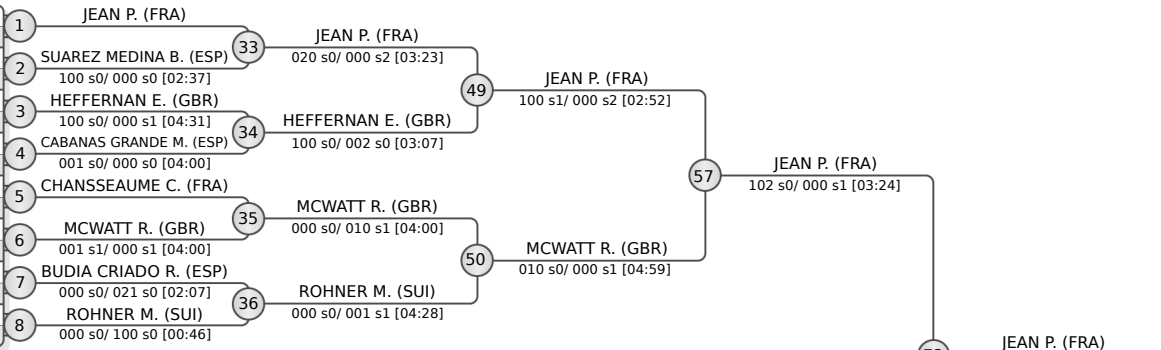 1
JEAN P. (FRA)
2
SUAREZ MEDINA B. (ESP)
100 s0/ 000 s0 [02:37]
3
HEFFERNAN E. (GBR)
100 s0/ 000 s1 [04:31]
4
CABANAS GRANDE M. (ESP)
001 s0/ 000 s0 [04:00]
5
CHANSSEAUME C. (FRA)
6
MCWATT R. (GBR)
001 s1/ 000 s1 [04:00]
7
BUDIA CRIADO R. (ESP)
000 s0/ 021 s0 [02:07]
8
ROHNER M. (SUI)
000 s0/ 100 s0 [00:46]
33
JEAN P. (FRA)
020 s0/ 000 s2 [03:23]
34
HEFFERNAN E. (GBR)
100 s0/ 002 s0 [03:07]
35
MCWATT R. (GBR)
000 s0/ 010 s1 [04:00]
36
ROHNER M. (SUI)
000 s0/ 001 s1 [04:28]
49
JEAN P. (FRA)
100 s1/ 000 s2 [02:52]
50
MCWATT R. (GBR)
010 s0/ 000 s1 [04:59]
57
JEAN P. (FRA)
102 s0/ 000 s1 [03:24]
JEAN P. (FRA)